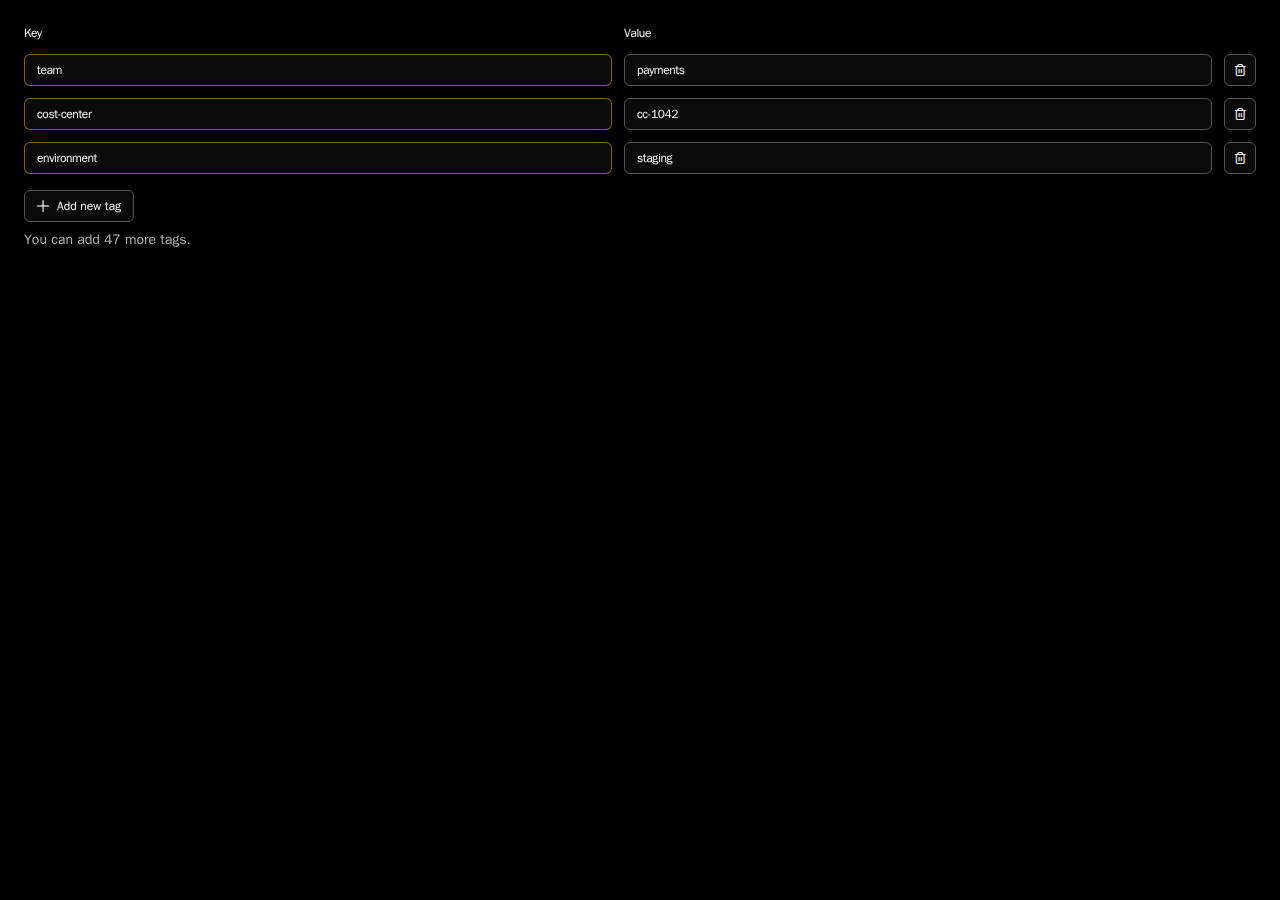 Key Value
team payments
cost-center cc-1042
environment staging
Add new tag
You can add 47 more tags.